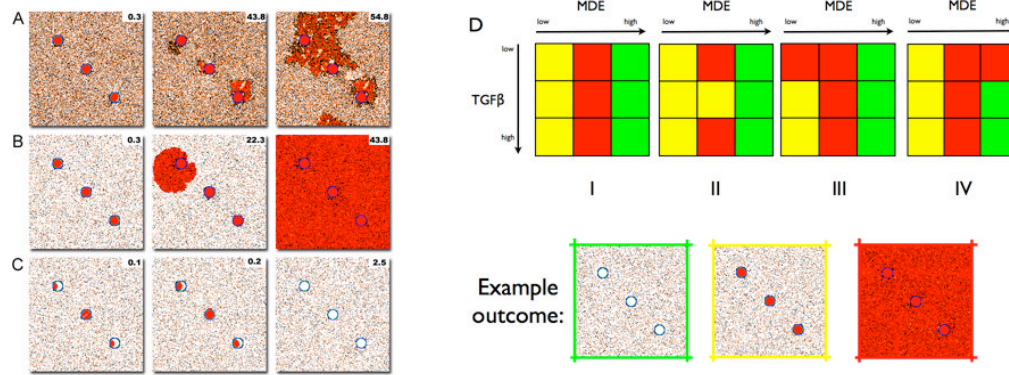 A
0.3
43.8
54.8
B
0.3
22.3
43.8
C
0.1
0.2
2.5
D
MDE
MDE
MDE
MDE
low high
low high
low high
low high
low
TGFβ
high
I
II
III
IV
Example
outcome: